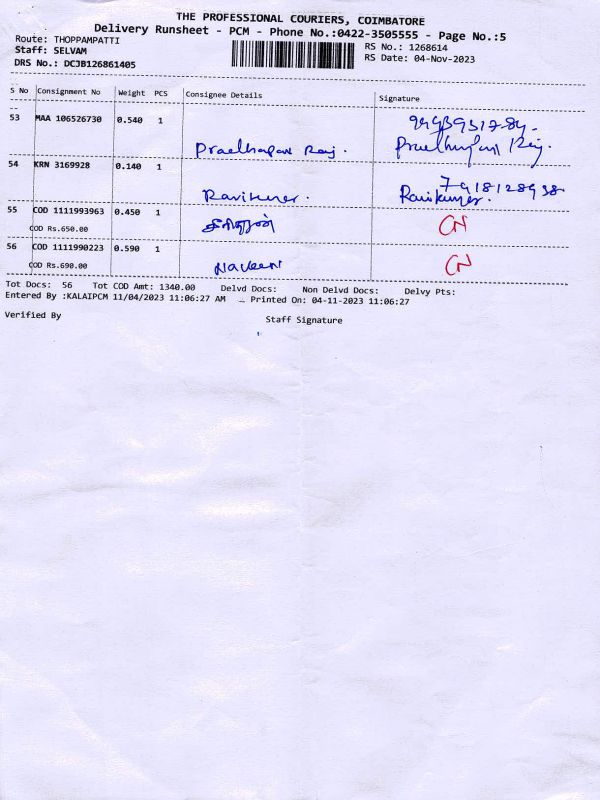 THE PROFESSIONAL COURIERS, COIMBATORE
Delivery Runsheet - PCM - Phone No.:0422-3505555 - Page No.:5
Route: THOPPAMPATTI
RS No.: 1268614
Staff: SELVAM
RS Date: 04-Nov-2023
DRS No.: DCJB126861405
S No Consignment No Weight PCS Consignee Details Signature
53 MAA 106526730 0.540 1
54 KRN 3169928 0.140 1
Ravikumar.
7918128938
Ravikumar.
55 COD 1111993963 0.450 1 CN
COD Rs.650.00
56 COD 1111990223 0.590 1
COD Rs.690.00 Naveen CN
Tot Docs: 56 Tot COD Amt: 1340.00 Delvd Docs: Non Delvd Docs: Delvy Pts:
Entered By :KALAIPCM 11/04/2023 11:06:27 AM Printed On: 04-11-2023 11:06:27
Verified By
Staff Signature